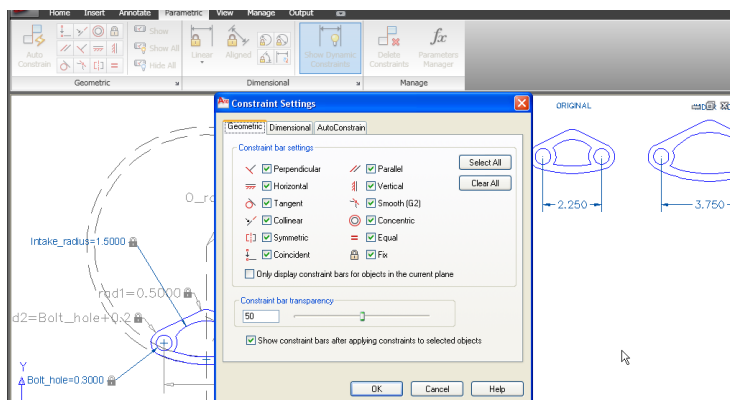 Home Insert Annotate Parametric View Manage Output
Auto Constrain
Show
Show All
Hide All
Linear
Aligned
Show Dynamic Constraints
Delete Constraints
Parameters Manager
fx
Geometric
Dimensional
Manage
Constraint Settings
Geometric Dimensional AutoConstrain
Constraint bar settings
Perpendicular Parallel Select All
Horizontal Vertical Clear All
Tangent Smooth (G2)
Collinear Concentric
Symmetric Equal
Coincident Fix
Only display constraint bars for objects in the current plane
Constraint bar transparency
50
Show constraint bars after applying constraints to selected objects
OK Cancel Help
ORIGINAL
2.250
3.750
Intake_radius=1.5000
rad1=0.5000
d2=Bolt_hole+0.2
Bolt_hole=0.3000
Y